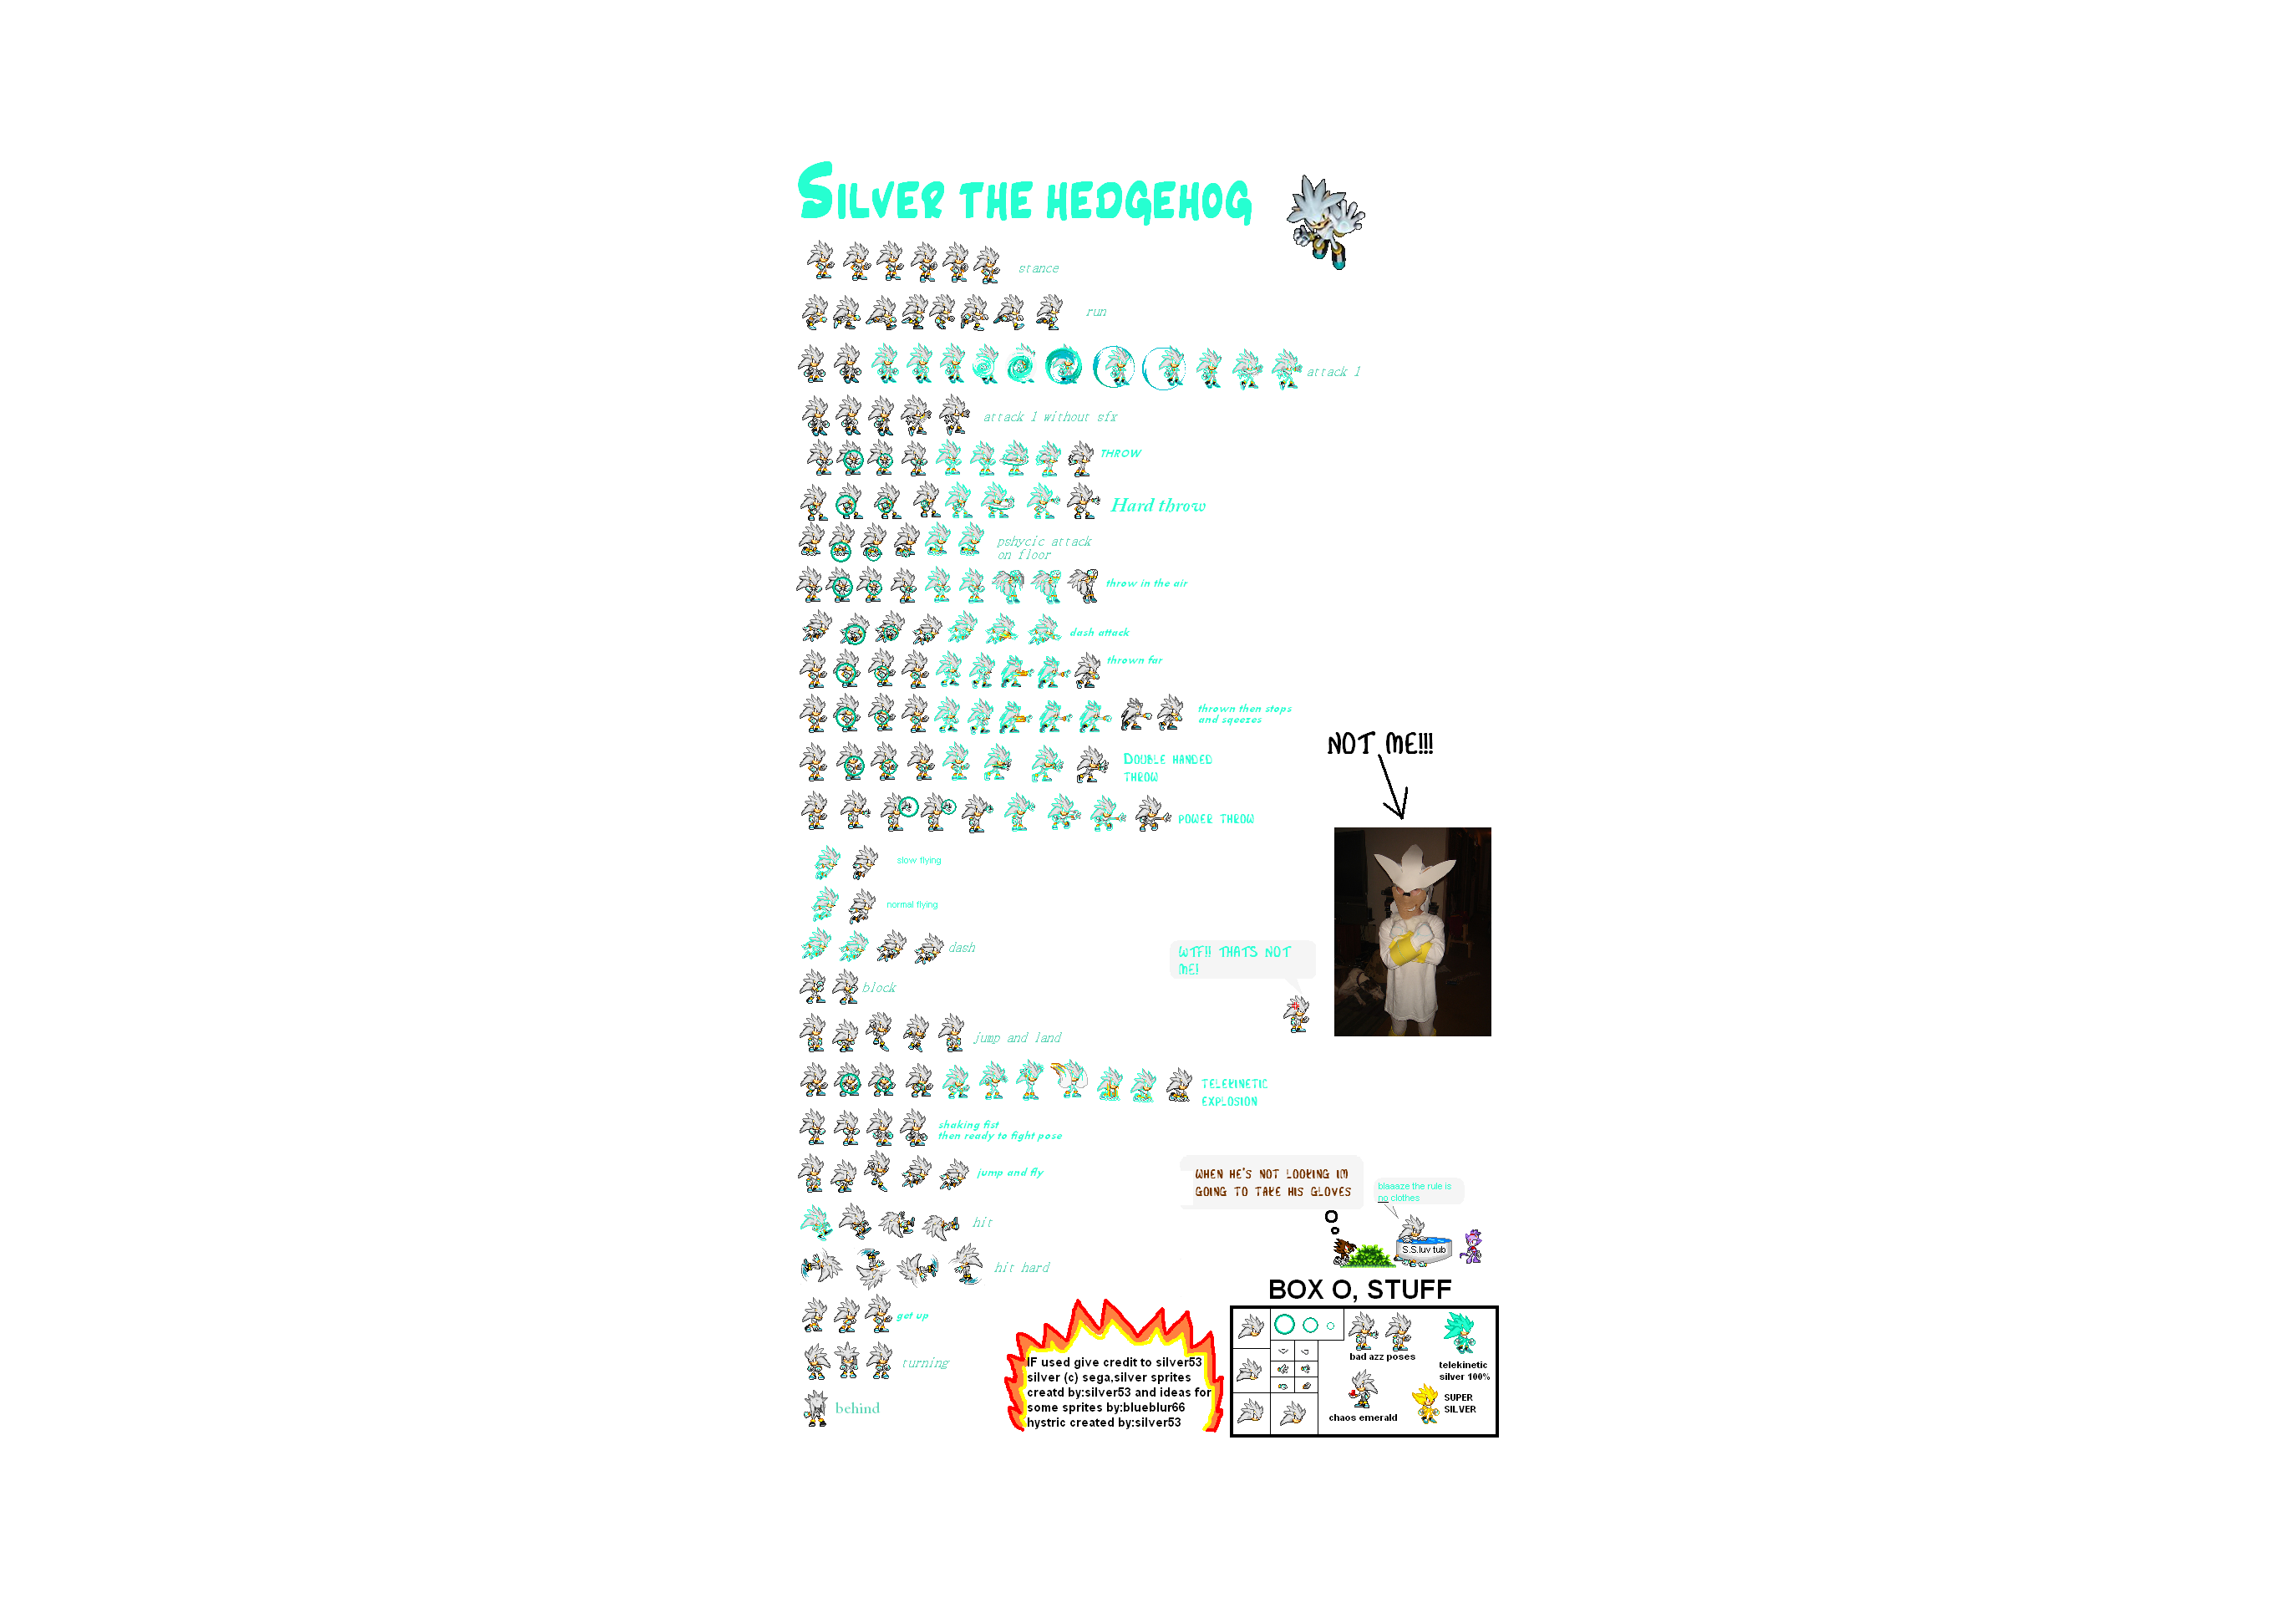 SILVER THE HEDGEHOG
stance
run
attack 1
attack 1 without sfx
THROW
Hard throw
pshycic attack
on floor
throw in the air
dash attack
thrown far
thrown then stops
and sqeezes
NOT ME!!!
DOUBLE HANDED
THROW
POWER THROW
slow flying
normal flying
dash
WTF!! THATS NOT
ME!
block
jump and land
TELEKINETIC
EXPLOSION
shaking fist
then ready to fight pose
jump and fly
WHEN HE'S NOT LOOKING IM
GOING TO TAKE HIS GLOVES
blaaaze the rule is
no clothes
hit
S.S.luv tub
hit hard
BOX O, STUFF
get up
turning
behind
IF used give credit to silver53
silver (c) sega,silver sprites
creatd by:silver53 and ideas for
some sprites by:blueblur66
hystric created by:silver53
bad azz poses
telekinetic
silver 100%
chaos emerald
SUPER
SILVER